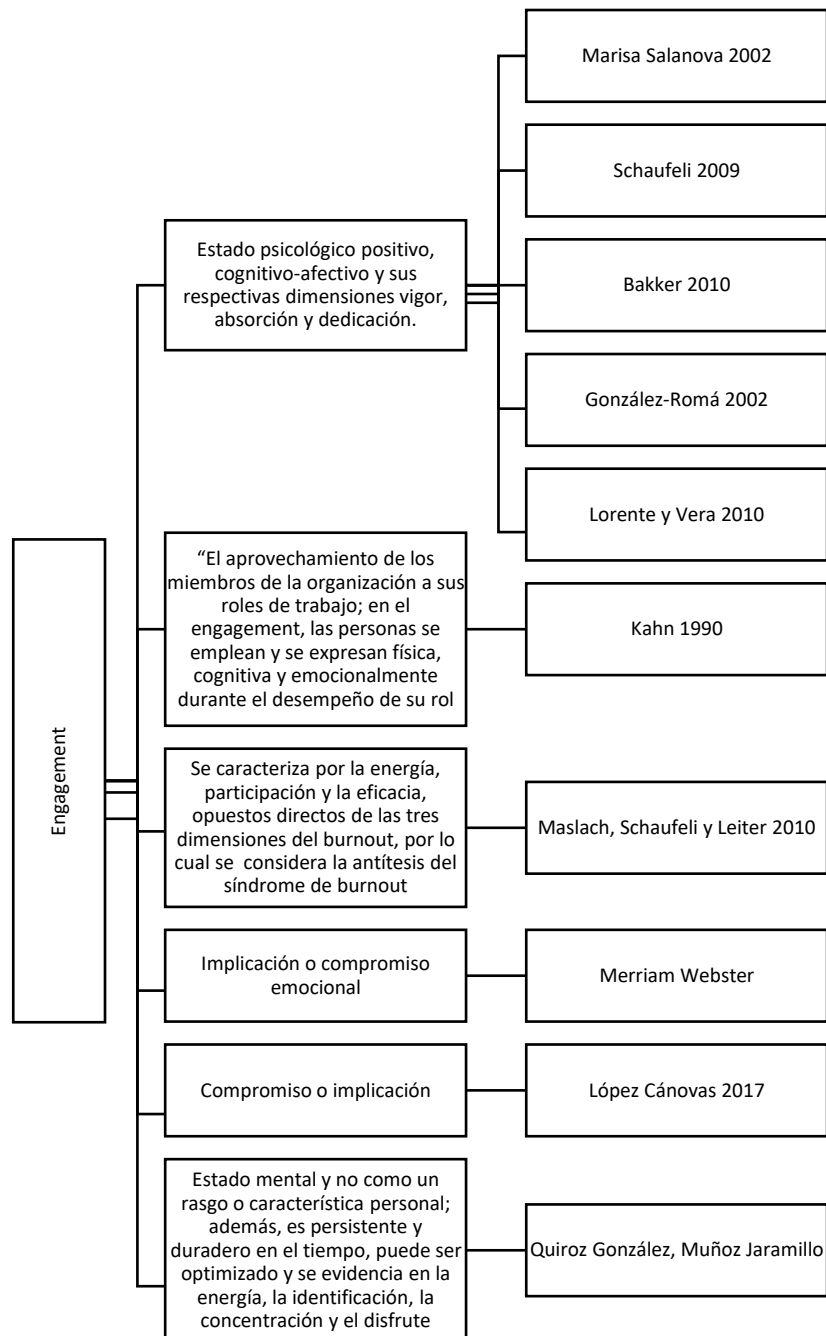 Engagement
Estado psicológico positivo,
cognitivo-afectivo y sus
respectivas dimensiones vigor,
absorción y dedicación.
Marisa Salanova 2002
Schaufeli 2009
Bakker 2010
González-Romá 2002
Lorente y Vera 2010
“El aprovechamiento de los
miembros de la organización a sus
roles de trabajo; en el
engagement, las personas se
emplean y se expresan física,
cognitiva y emocionalmente
durante el desempeño de su rol
Kahn 1990
Se caracteriza por la energía,
participación y la eficacia,
opuestos directos de las tres
dimensiones del burnout, por lo
cual se considera la antítesis del
síndrome de burnout
Maslach, Schaufeli y Leiter 2010
Implicación o compromiso
emocional
Merriam Webster
Compromiso o implicación
López Cánovas 2017
Estado mental y no como un
rasgo o característica personal;
además, es persistente y
duradero en el tiempo, puede ser
optimizado y se evidencia en la
energía, la identificación, la
concentración y el disfrute
Quiroz González, Muñoz Jaramillo